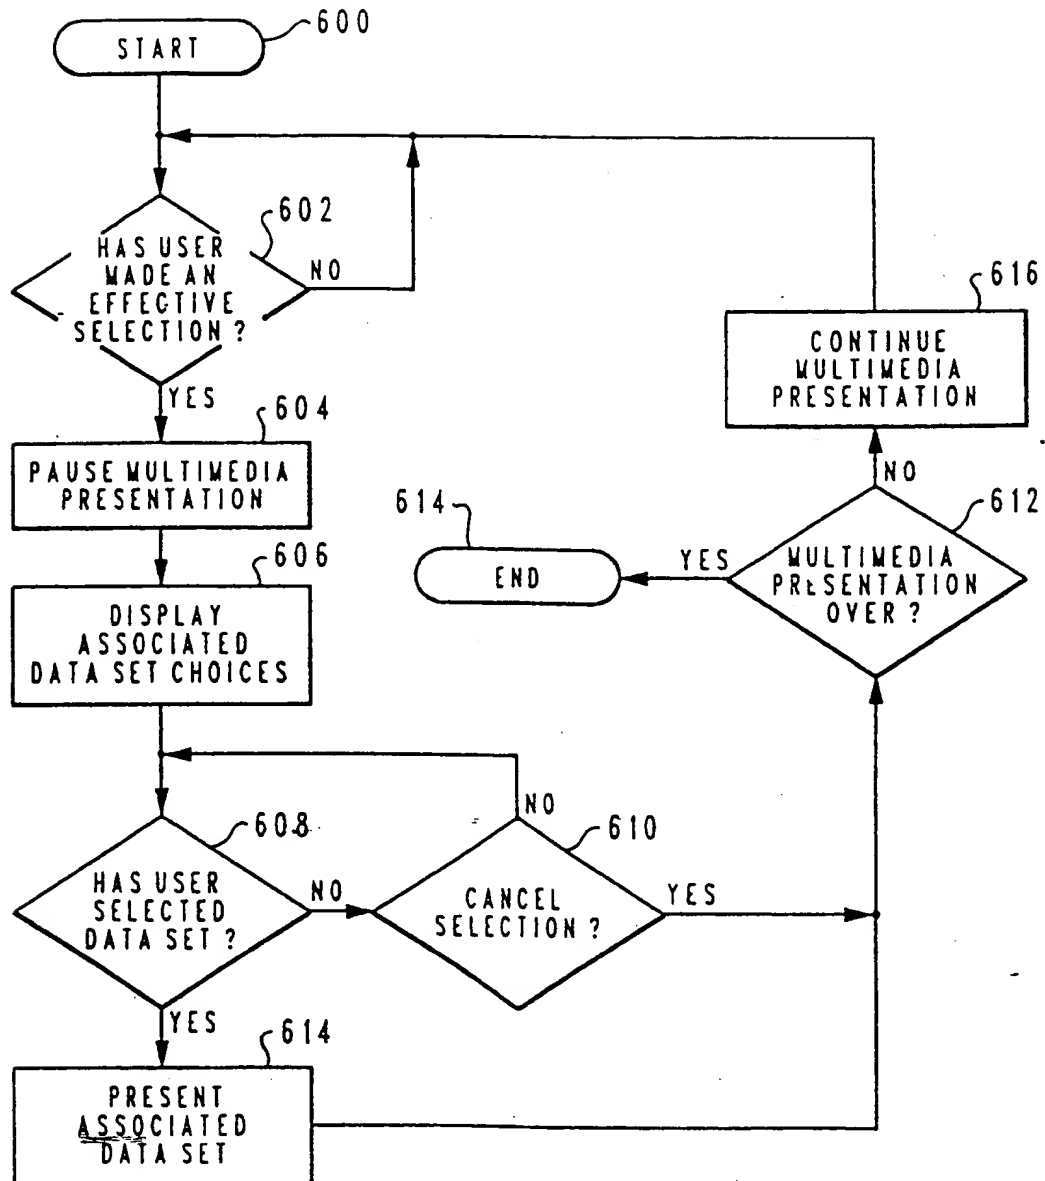 600
START
602
HAS USER
MADE AN
EFFECTIVE
SELECTION ?
NO
YES
604
PAUSE MULTIMEDIA
PRESENTATION
606
DISPLAY
ASSOCIATED
DATA SET CHOICES
608
HAS USER
SELECTED
DATA SET ?
NO
YES
610
CANCEL
SELECTION ?
NO
YES
614
PRESENT
ASSOCIATED
DATA SET
616
CONTINUE
MULTIMEDIA
PRESENTATION
NO
612
MULTIMEDIA
PRESENTATION
OVER ?
YES
614
END